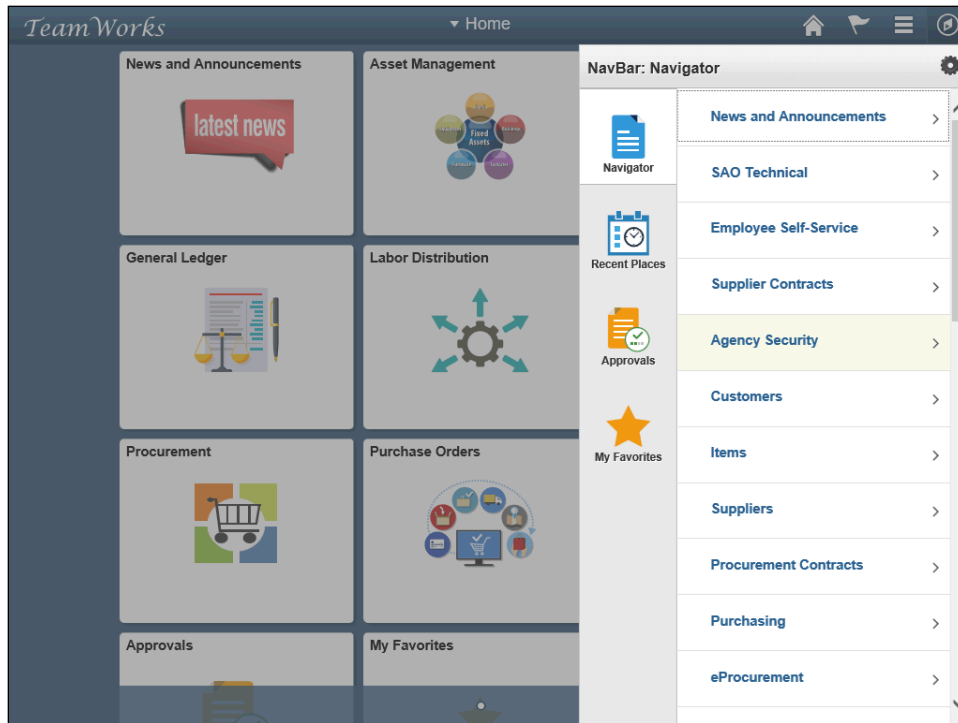 TeamWorks
Home
News and Announcements
Asset Management
latest news
Fixed
Assets
General Ledger
Labor Distribution
Procurement
Purchase Orders
Approvals
My Favorites
NavBar: Navigator
Navigator
Recent Places
Approvals
My Favorites
News and Announcements
SAO Technical
Employee Self-Service
Supplier Contracts
Agency Security
Customers
Items
Suppliers
Procurement Contracts
Purchasing
eProcurement